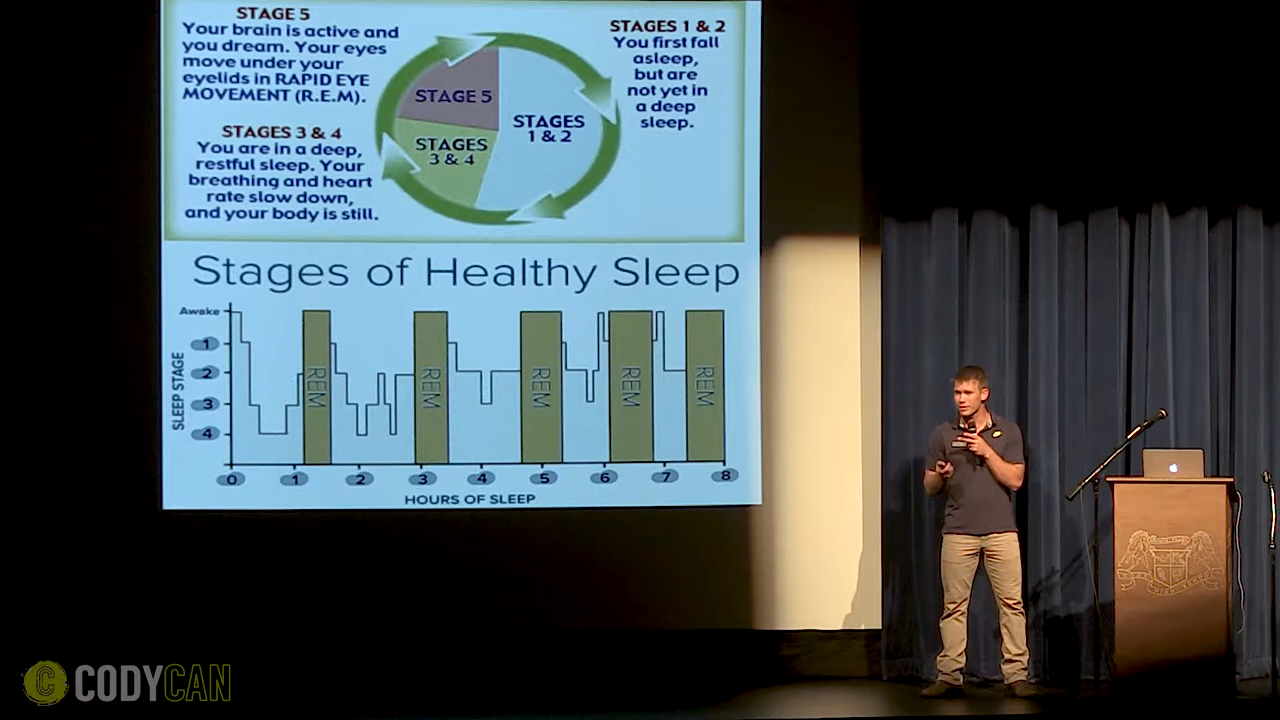 STAGE 5
Your brain is active and
you dream. Your eyes
move under your
eyelids in RAPID EYE
MOVEMENT (R.E.M).
STAGES 3 & 4
You are in a deep,
restful sleep. Your
breathing and heart
rate slow down,
and your body is still.
STAGE 5
STAGES
3 & 4
STAGES
1 & 2
STAGES 1 & 2
You first fall
asleep,
but are
not yet in
a deep
sleep.
Stages of Healthy Sleep
Awake
1
2
3
4
SLEEP STAGE
REM
REM
REM
REM
REM
0 1 2 3 4 5 6 7 8
HOURS OF SLEEP
C CODYCAN